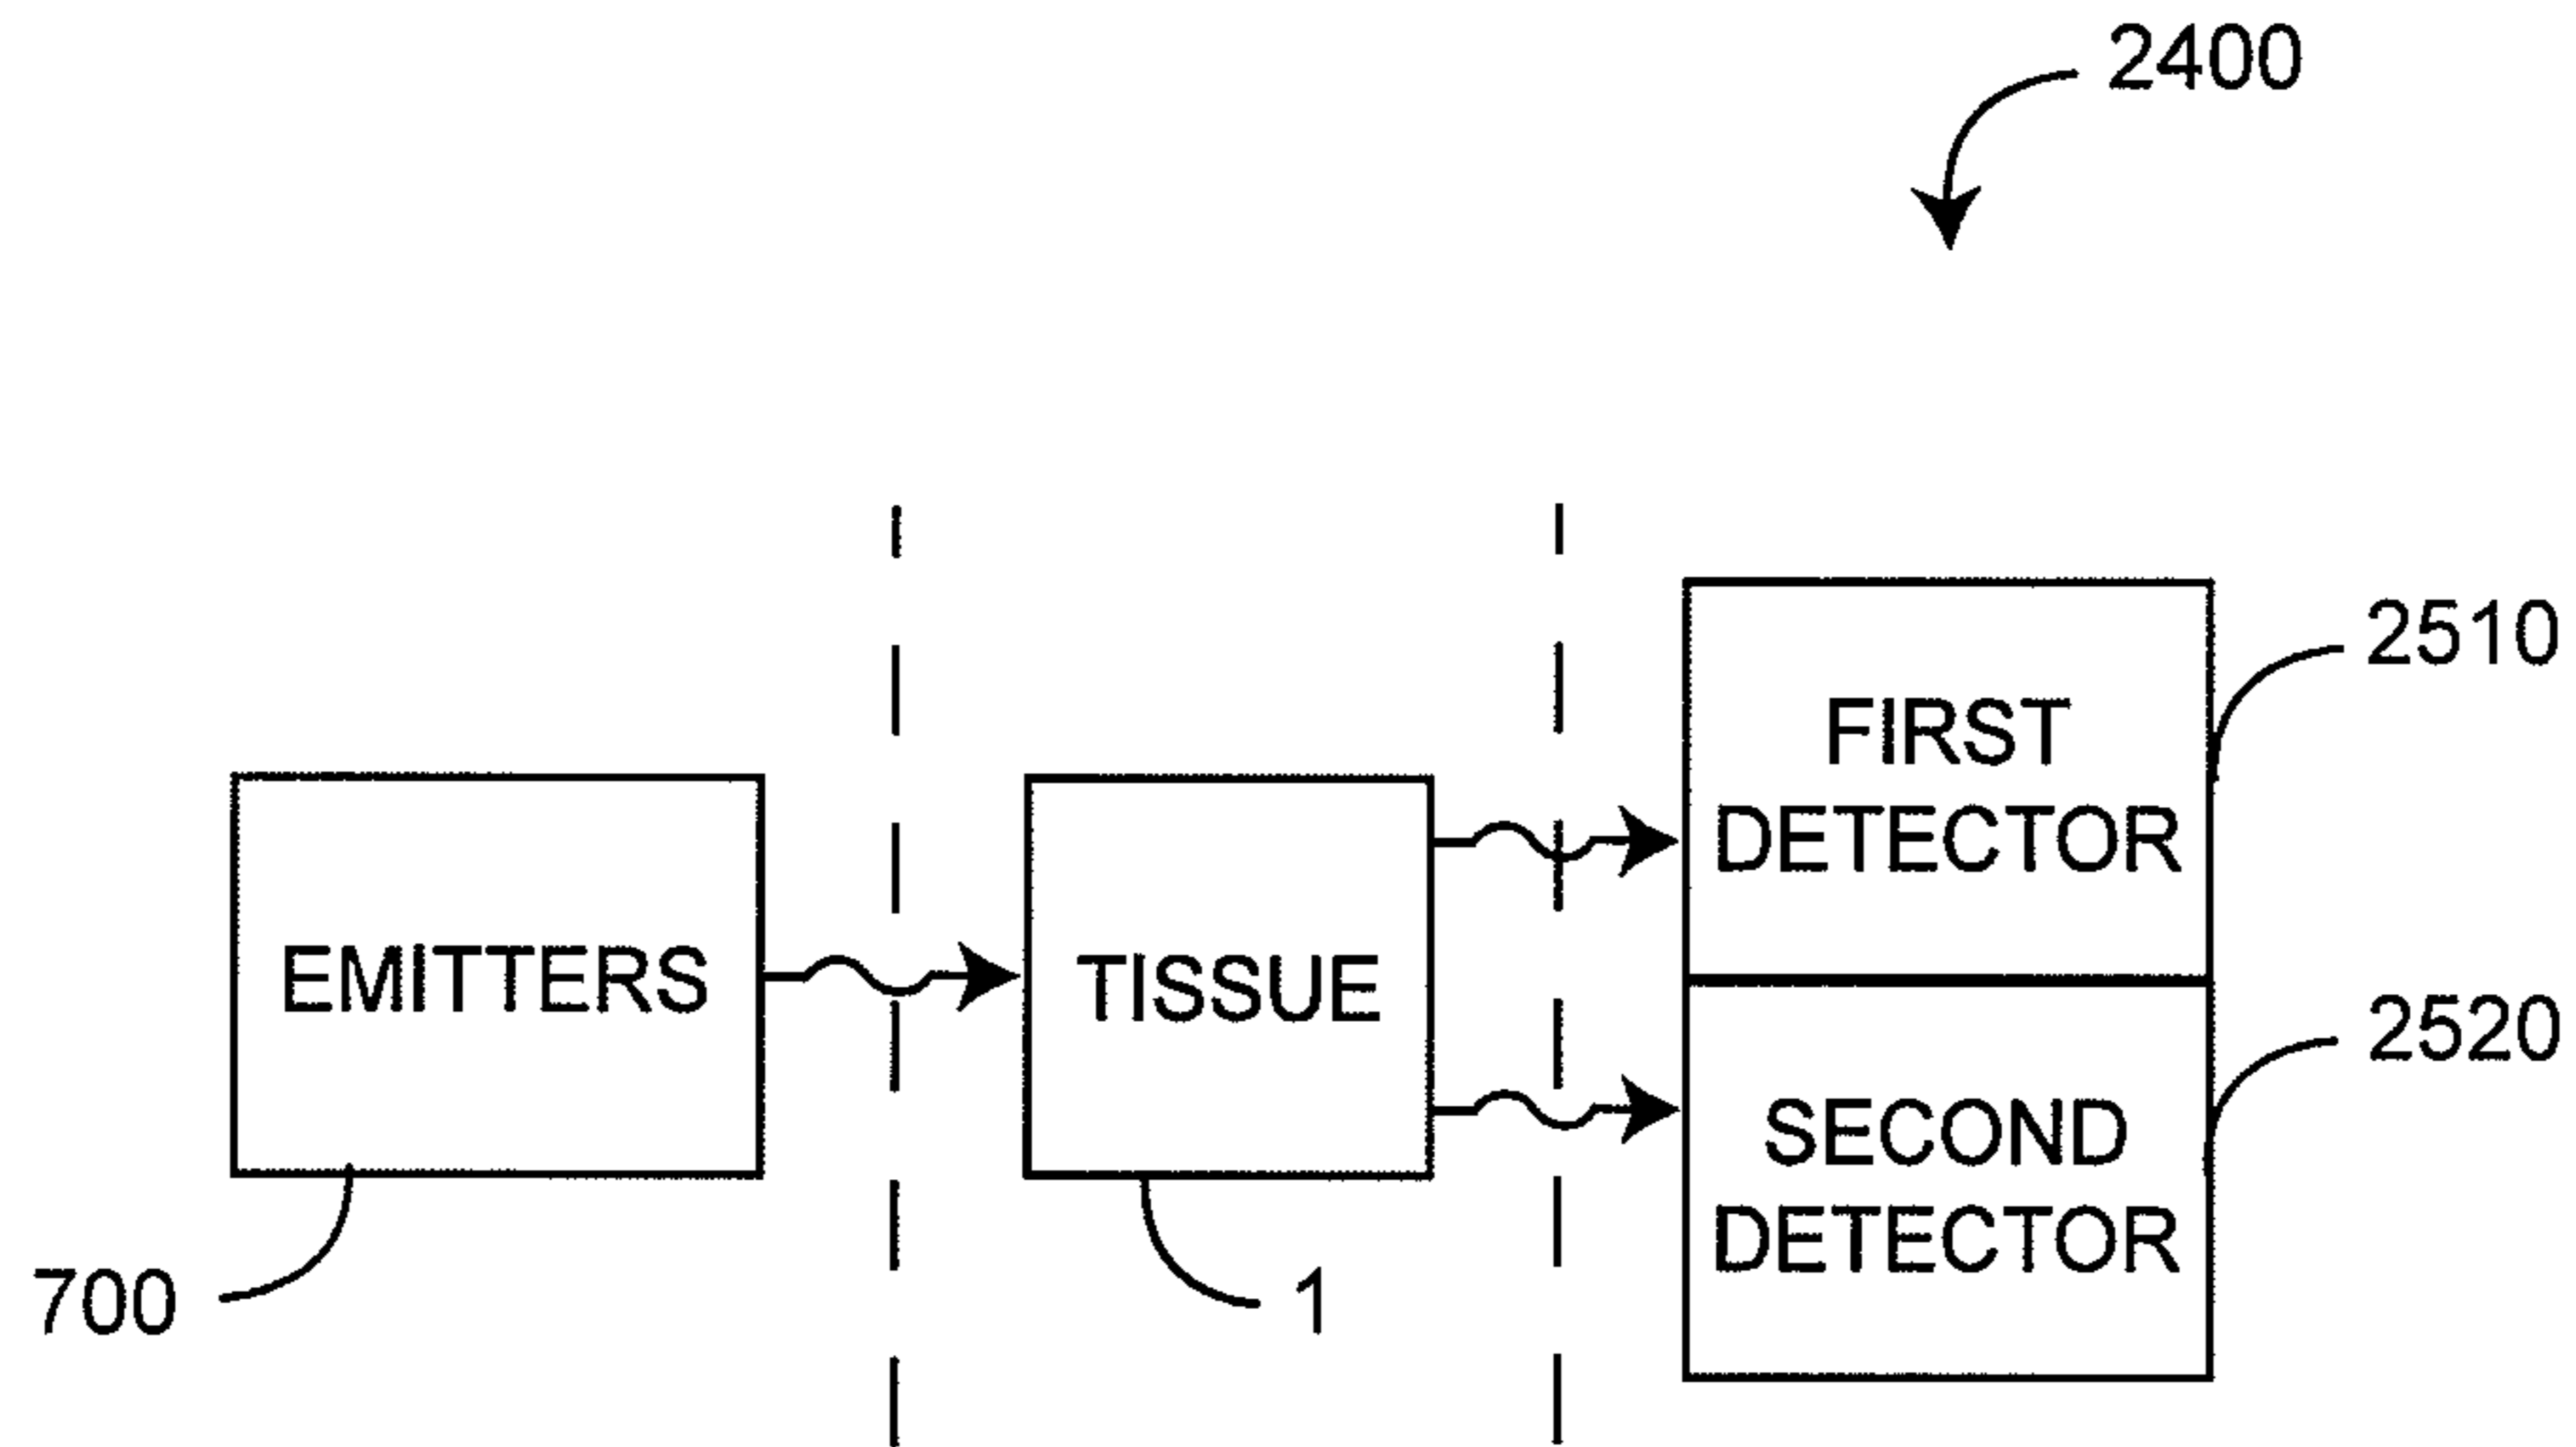 2400
2510
FIRST
DETECTOR
EMITTERS
TISSUE
2520
SECOND
DETECTOR
700
1